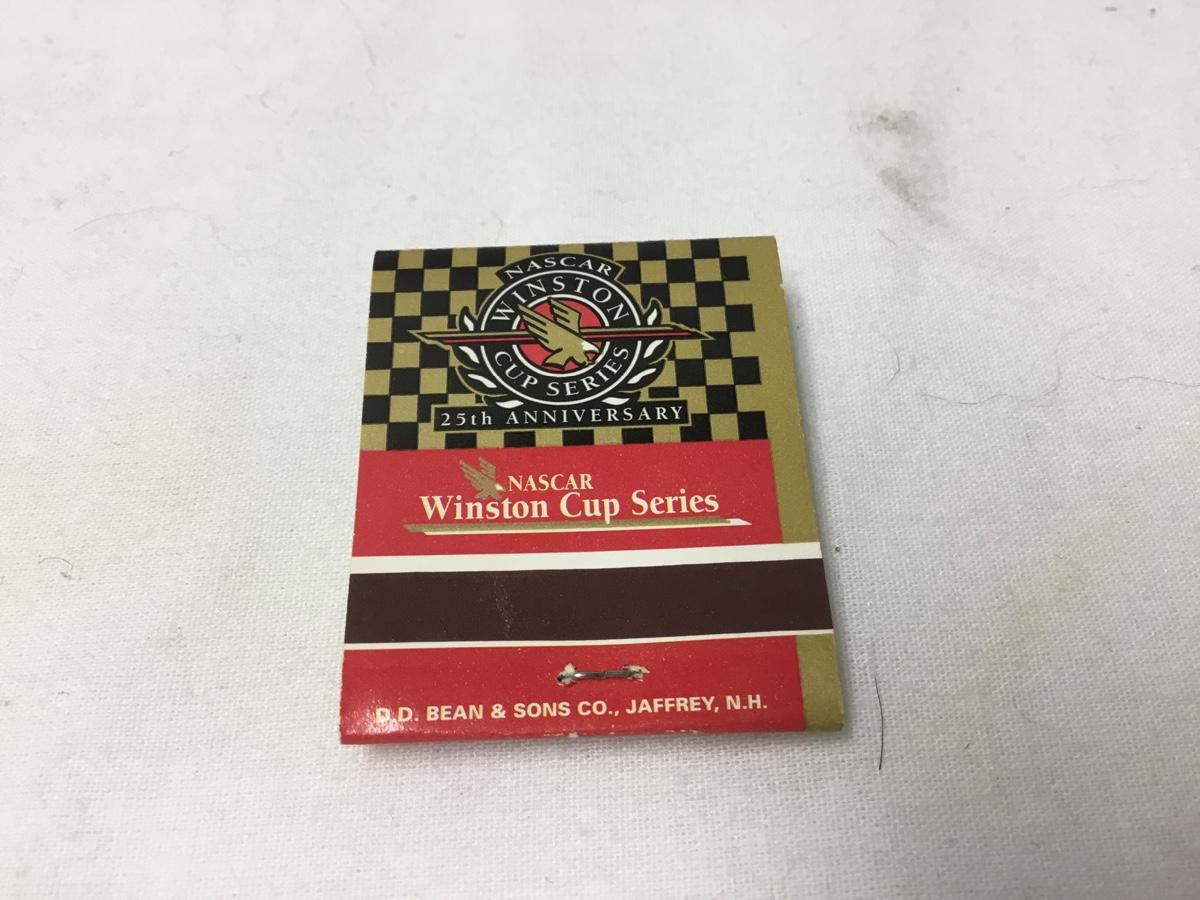 NASCAR
WINSTON
CUP SERIES
25th ANNIVERSARY
NASCAR
Winston Cup Series
D.D. BEAN & SONS CO., JAFFREY, N.H.